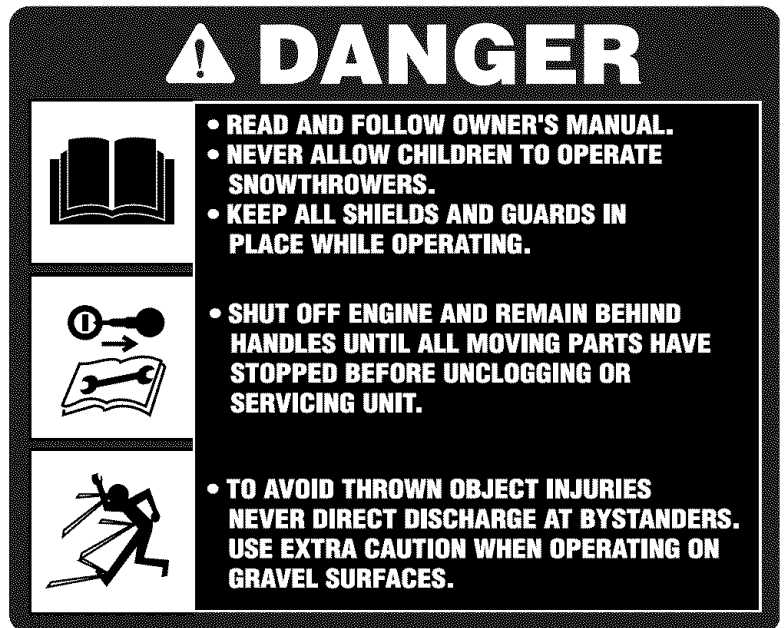 DANGER
• READ AND FOLLOW OWNER'S MANUAL.
• NEVER ALLOW CHILDREN TO OPERATE
SNOWTHROWERS.
• KEEP ALL SHIELDS AND GUARDS IN
PLACE WHILE OPERATING.
• SHUT OFF ENGINE AND REMAIN BEHIND
HANDLES UNTIL ALL MOVING PARTS HAVE
STOPPED BEFORE UNCLOGGING OR
SERVICING UNIT.
• TO AVOID THROWN OBJECT INJURIES
NEVER DIRECT DISCHARGE AT BYSTANDERS.
USE EXTRA CAUTION WHEN OPERATING ON
GRAVEL SURFACES.